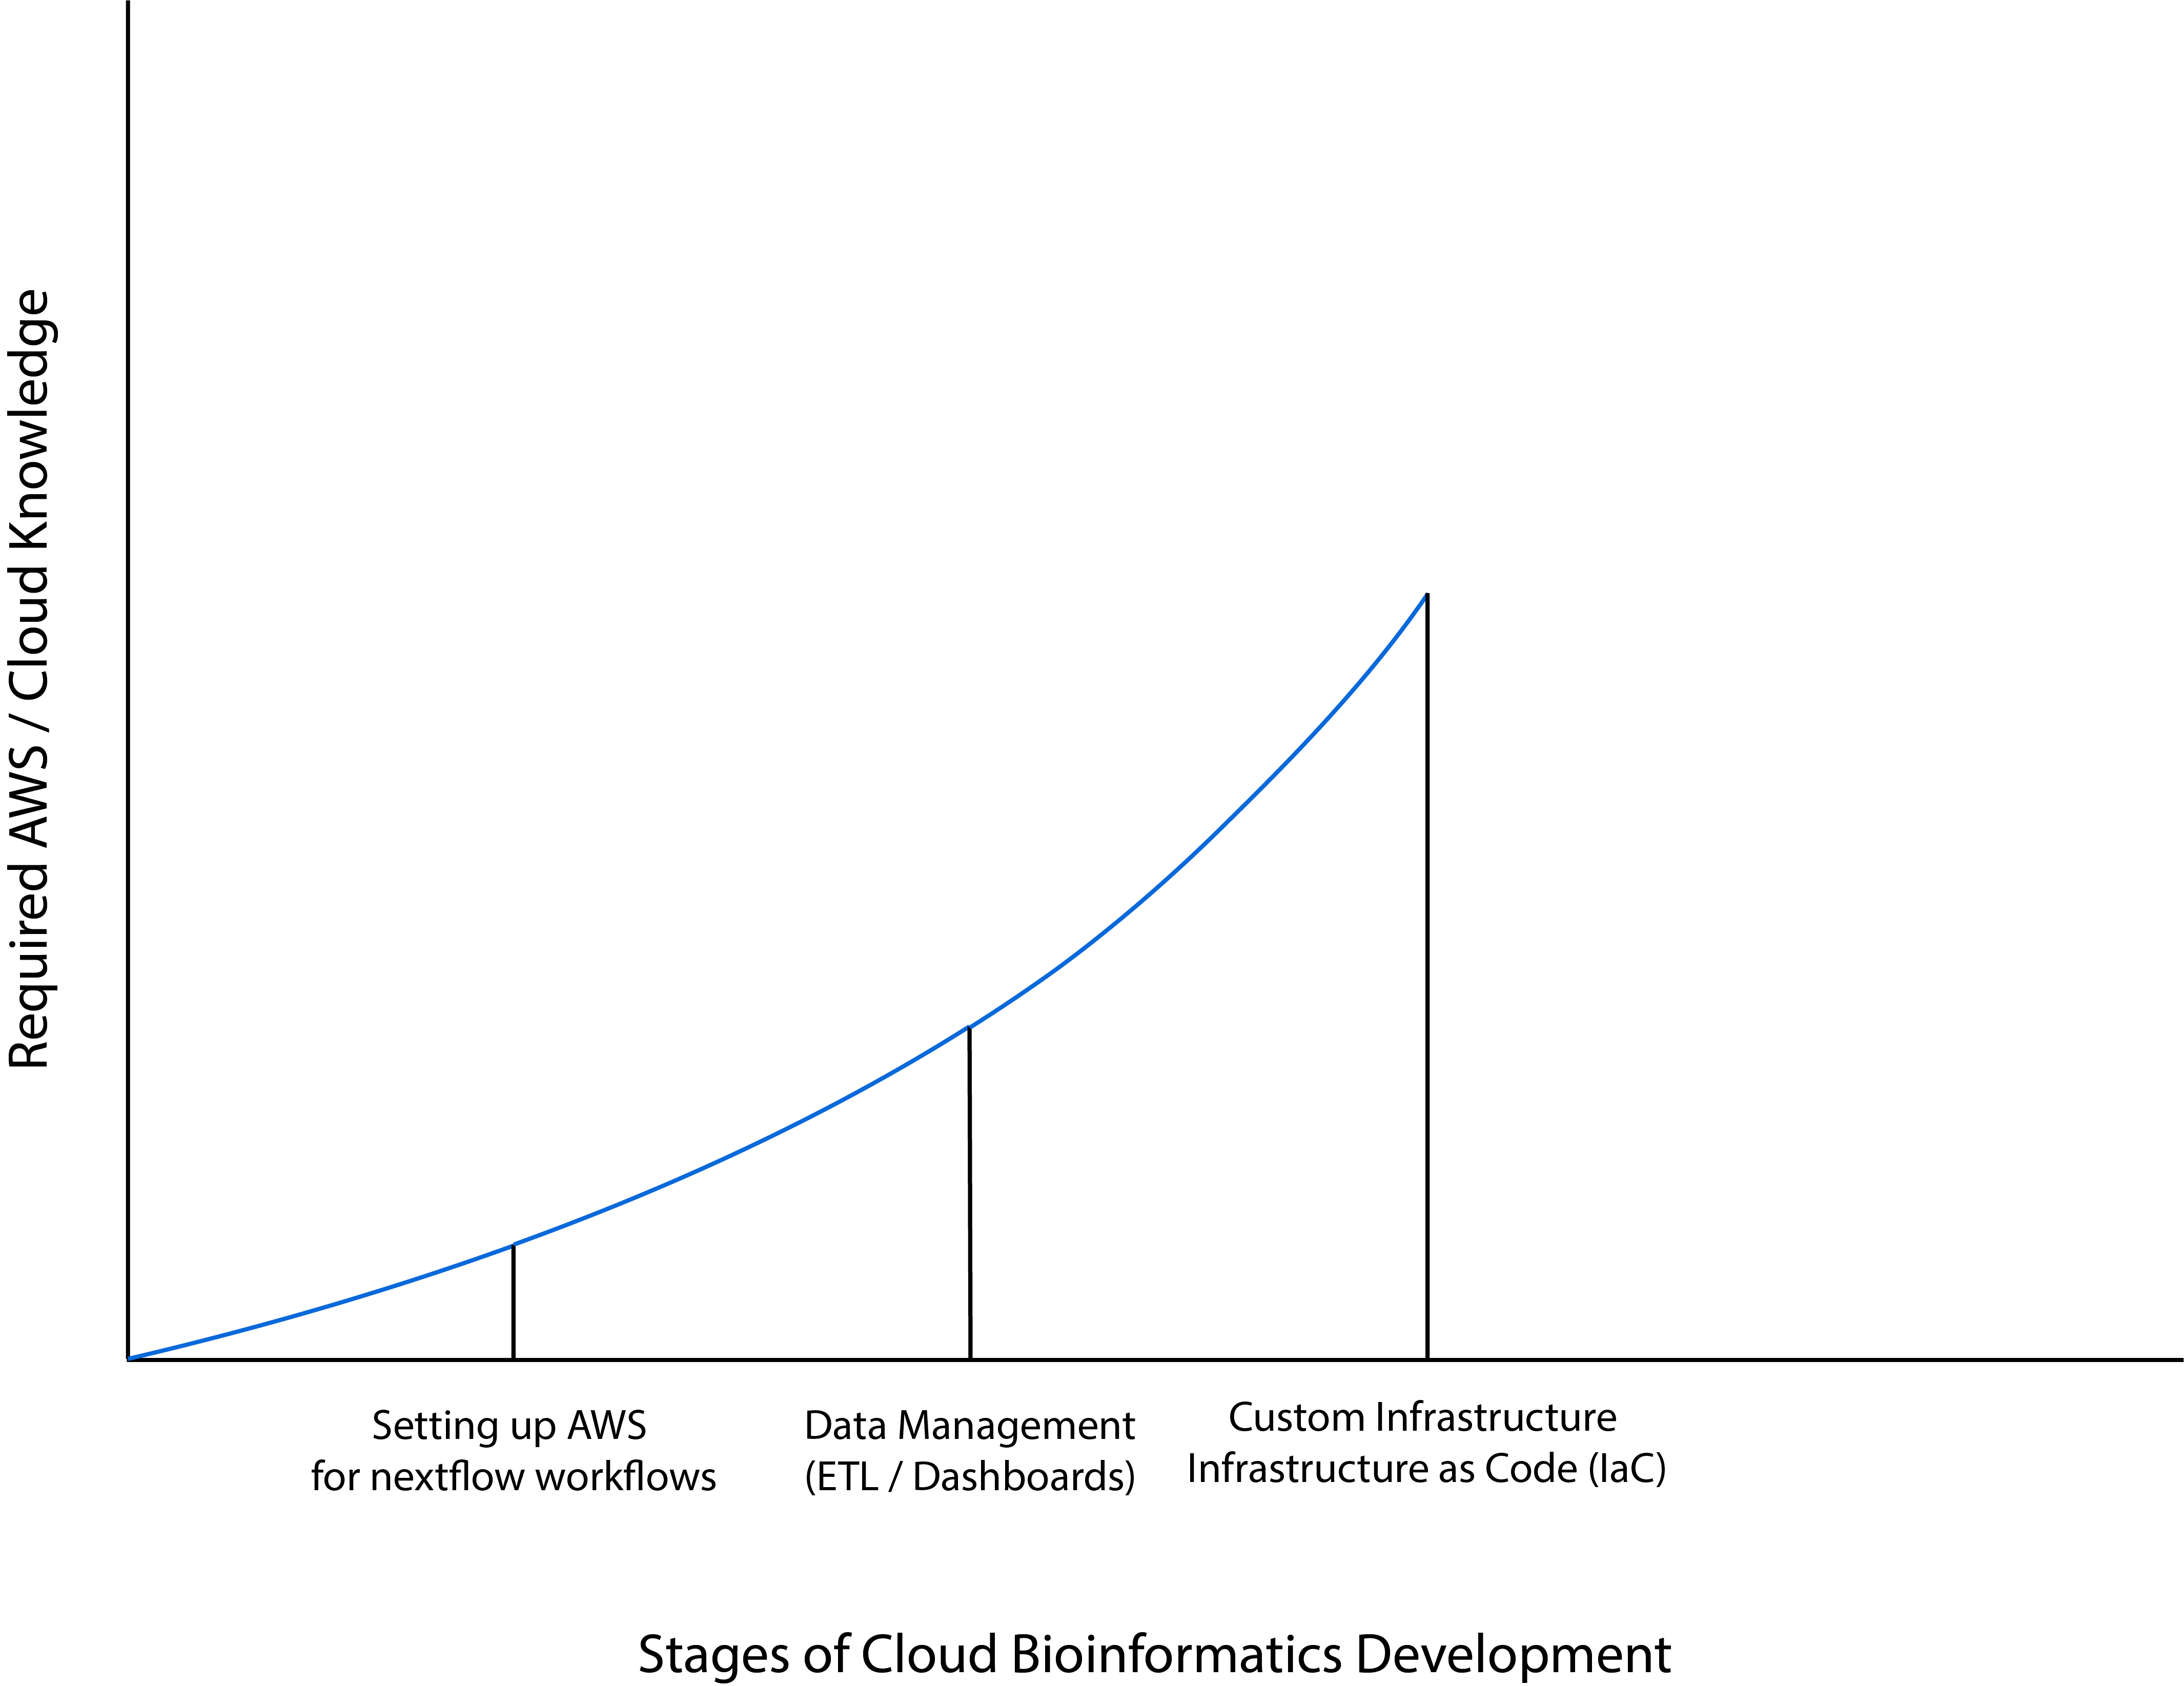 Required AWS / Cloud Knowledge
Setting up AWS
for nextflow workflows
Data Management
(ETL / Dashboards)
Custom Infrastructure
Infrastructure as Code (IaC)
Stages of Cloud Bioinformatics Development